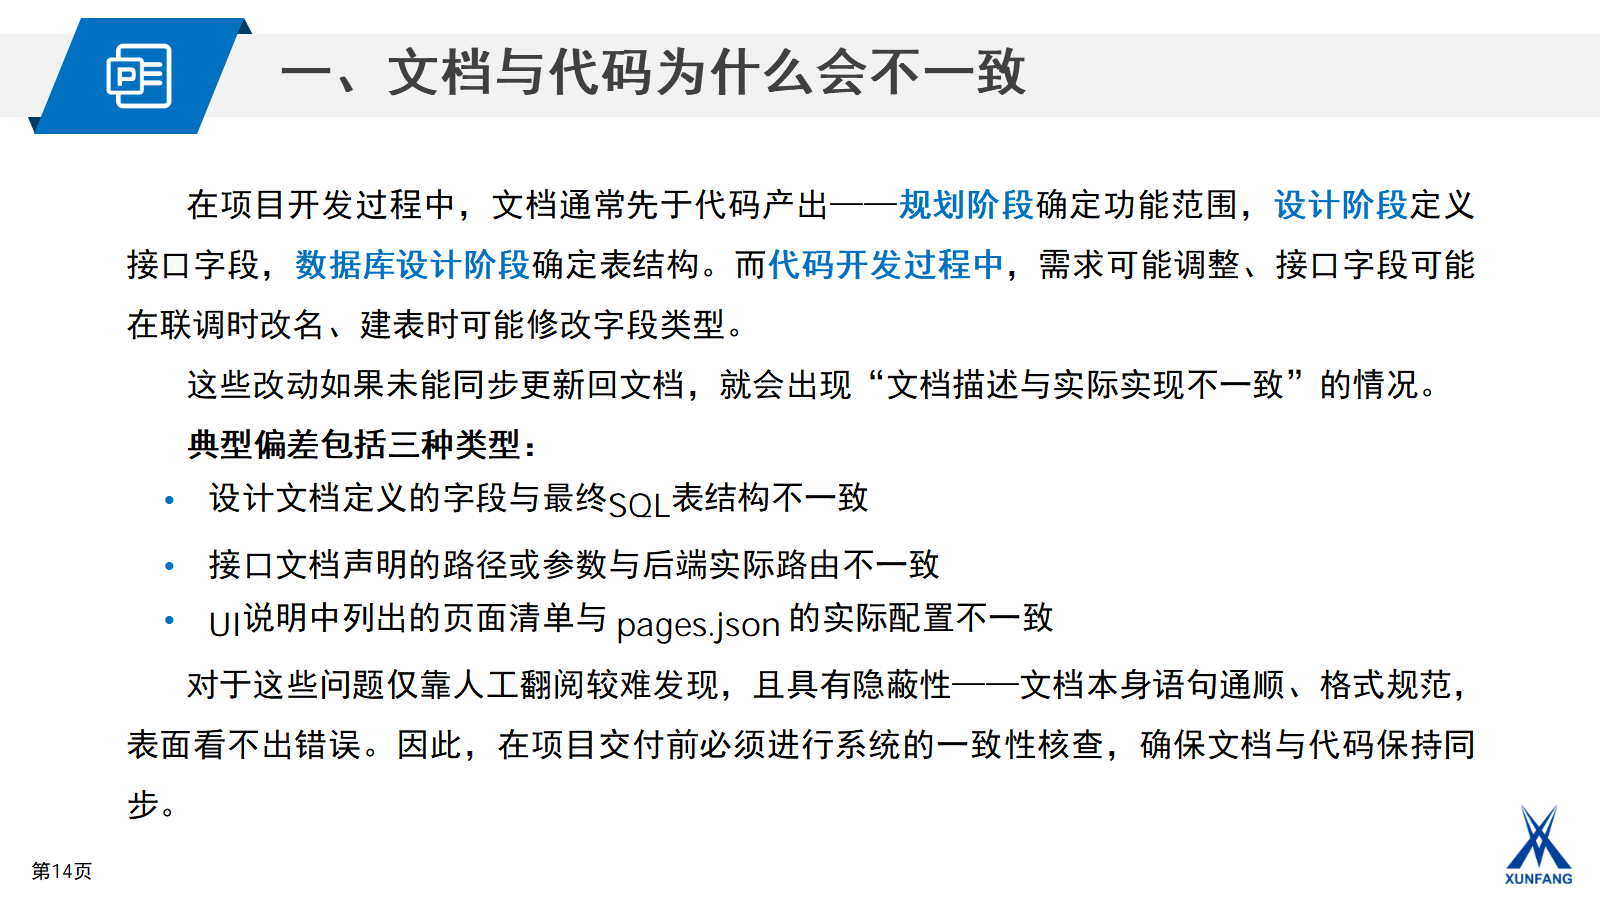 一、文档与代码为什么会不一致
在项目开发过程中，文档通常先于代码产出——规划阶段确定功能范围，设计阶段定义
接口字段，数据库设计阶段确定表结构。而代码开发过程中，需求可能调整、接口字段可能
在联调时改名、建表时可能修改字段类型。
这些改动如果未能同步更新回文档，就会出现“文档描述与实际实现不一致”的情况。
典型偏差包括三种类型：
• 设计文档定义的字段与最终SQL表结构不一致
• 接口文档声明的路径或参数与后端实际路由不一致
• UI说明中列出的页面清单与 pages.json 的实际配置不一致
对于这些问题仅靠人工翻阅较难发现，且具有隐蔽性——文档本身语句通顺、格式规范，
表面看不出错误。因此，在项目交付前必须进行系统的一致性核查，确保文档与代码保持同
步。
第14页
XUNFANG